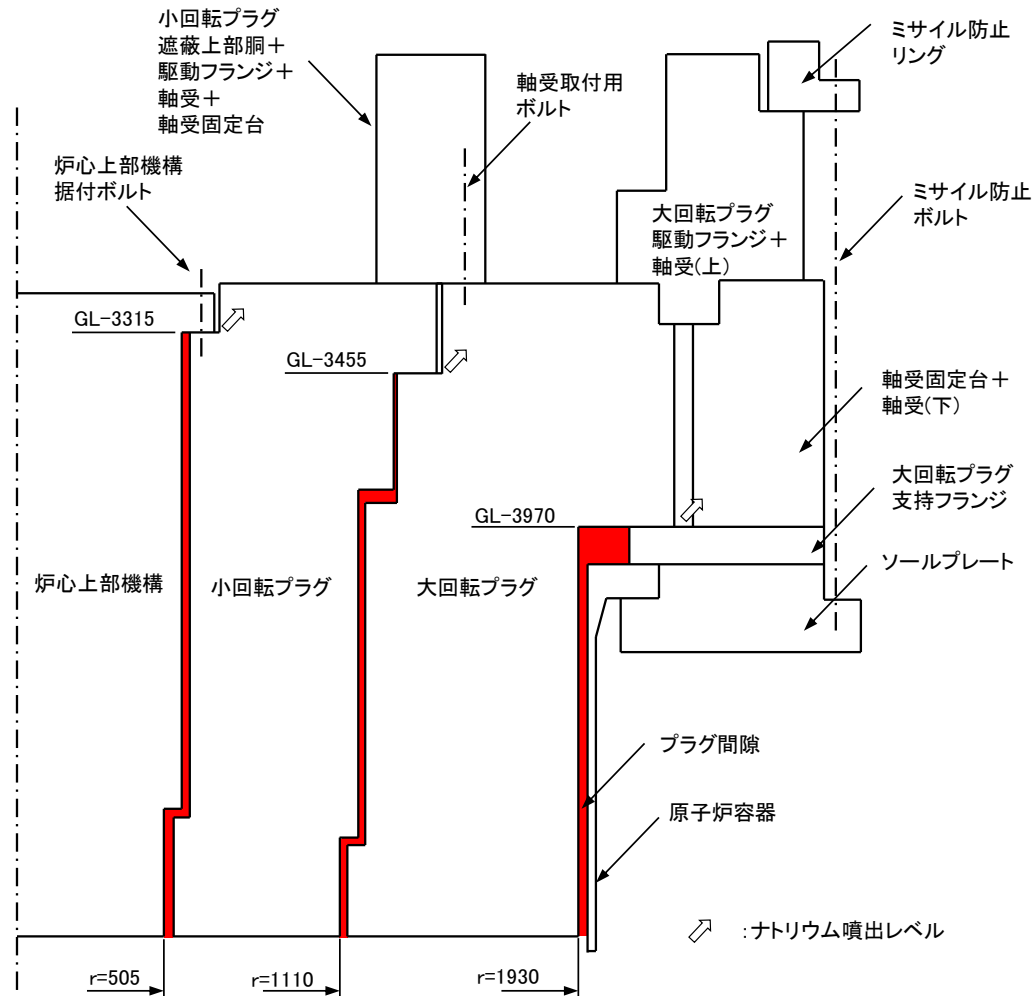 小回転プラグ
遮蔽上部胴＋
駆動フランジ＋
軸受＋
軸受固定台
軸受取付用
ボルト
ミサイル防止
リング
炉心上部機構
据付ボルト
ミサイル防止
ボルト
大回転プラグ
駆動フランジ＋
軸受(上)
GL-3315
GL-3455
軸受固定台＋
軸受(下)
大回転プラグ
支持フランジ
GL-3970
ソールプレート
炉心上部機構
小回転プラグ
大回転プラグ
プラグ間隙
原子炉容器
:ナトリウム噴出レベル
r=505
r=1110
r=1930